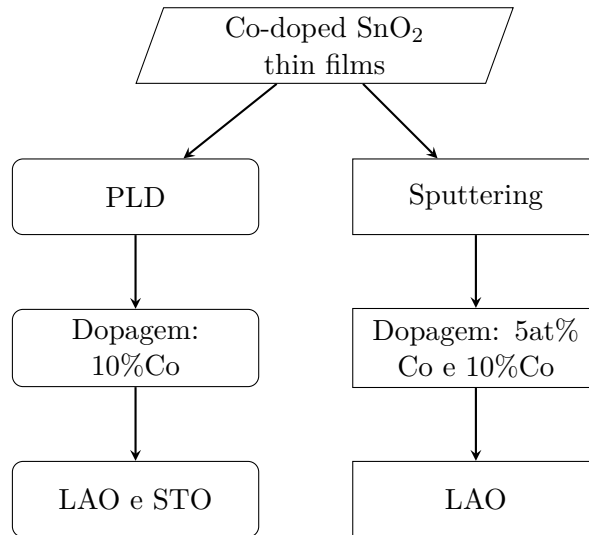 Co-doped SnO₂
thin films
PLD
Sputtering
Dopagem:
10%Co
Dopagem: 5at%
Co e 10%Co
LAO e STO
LAO